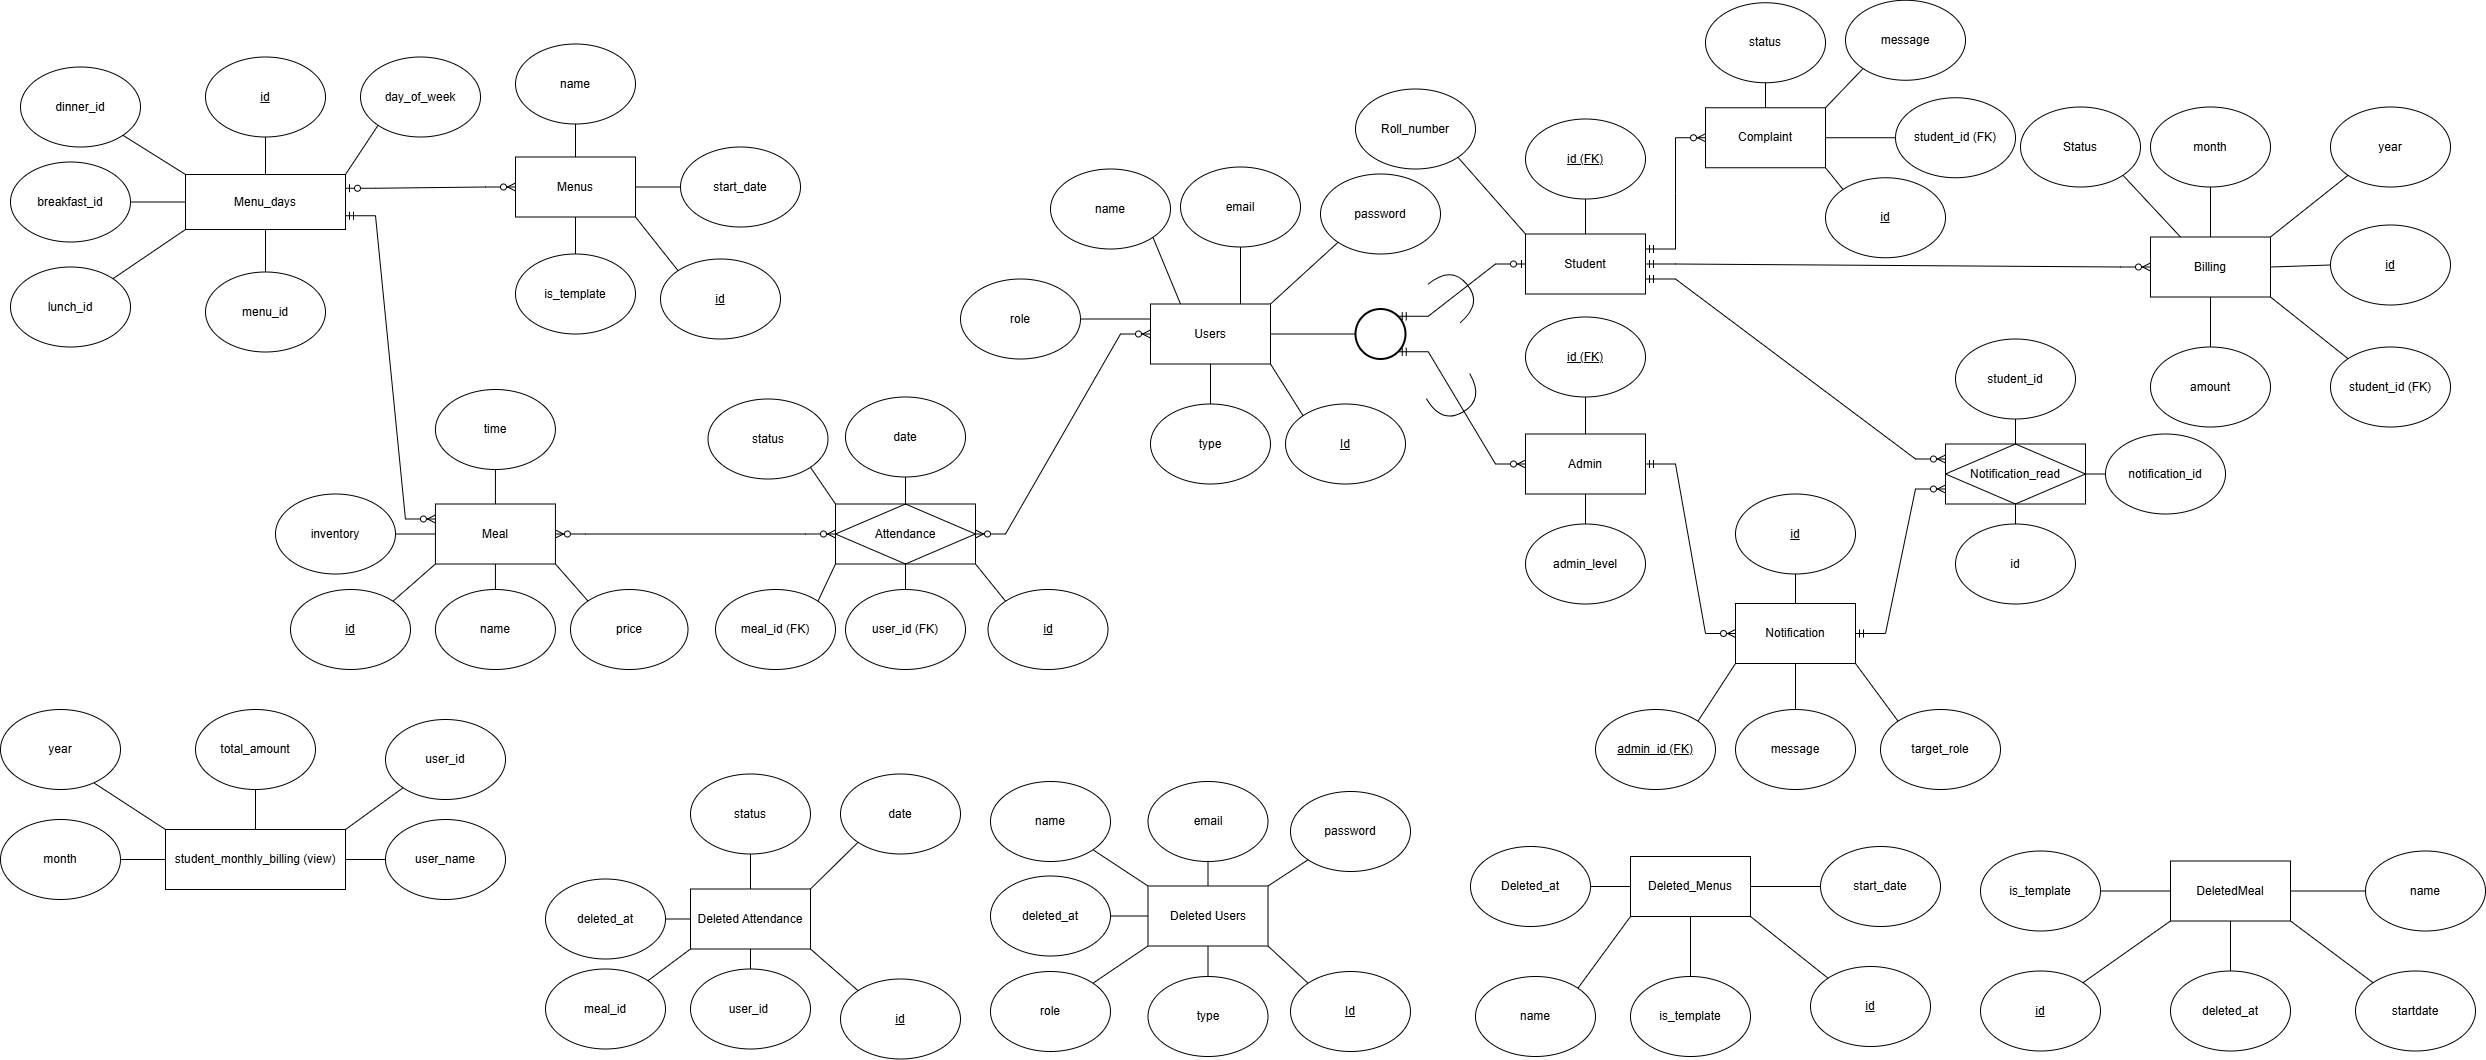 dinner_id
id
day_of_week
breakfast_id
Menu_days
lunch_id
menu_id
name
Menus
start_date
is_template
id
time
inventory
Meal
id
name
price
status
date
Attendance
meal_id (FK)
user_id (FK)
id
name
email
password
role
Users
type
Id
Roll_number
id (FK)
Student
id (FK)
Admin
admin_level
status
message
Complaint
student_id (FK)
id
Status
month
year
Billing
id
amount
student_id (FK)
student_id
Notification_read
notification_id
id
id
Notification
admin_id (FK)
message
target_role
year
total_amount
user_id
month
student_monthly_billing (view)
user_name
status
date
deleted_at
Deleted Attendance
meal_id
user_id
id
name
email
password
deleted_at
Deleted Users
role
type
Id
Deleted_at
Deleted_Menus
start_date
name
is_template
id
is_template
DeletedMeal
name
id
deleted_at
startdate